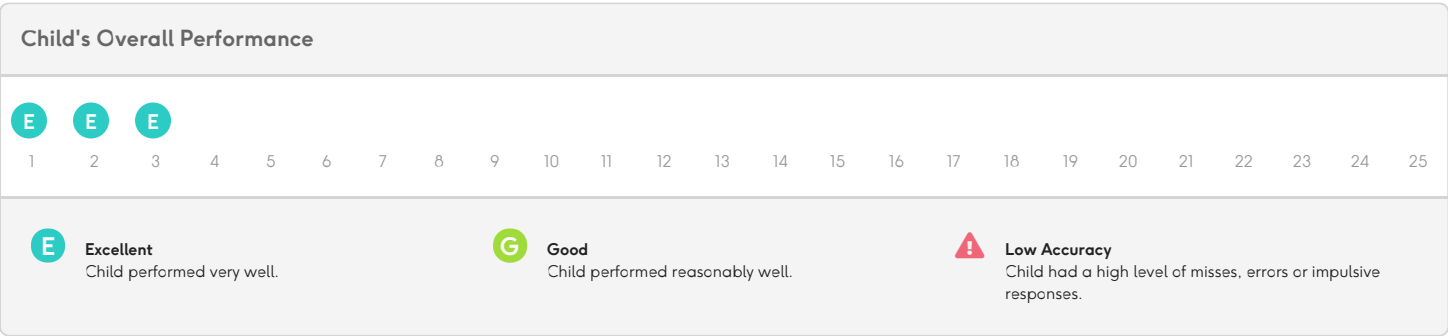 Child's Overall Performance
E E E
1 2 3 4 5 6 7 8 9 10 11 12 13 14 15 16 17 18 19 20 21 22 23 24 25
E Excellent G Good Low Accuracy
Child performed very well. Child performed reasonably well. Child had a high level of misses, errors or impulsive
responses.